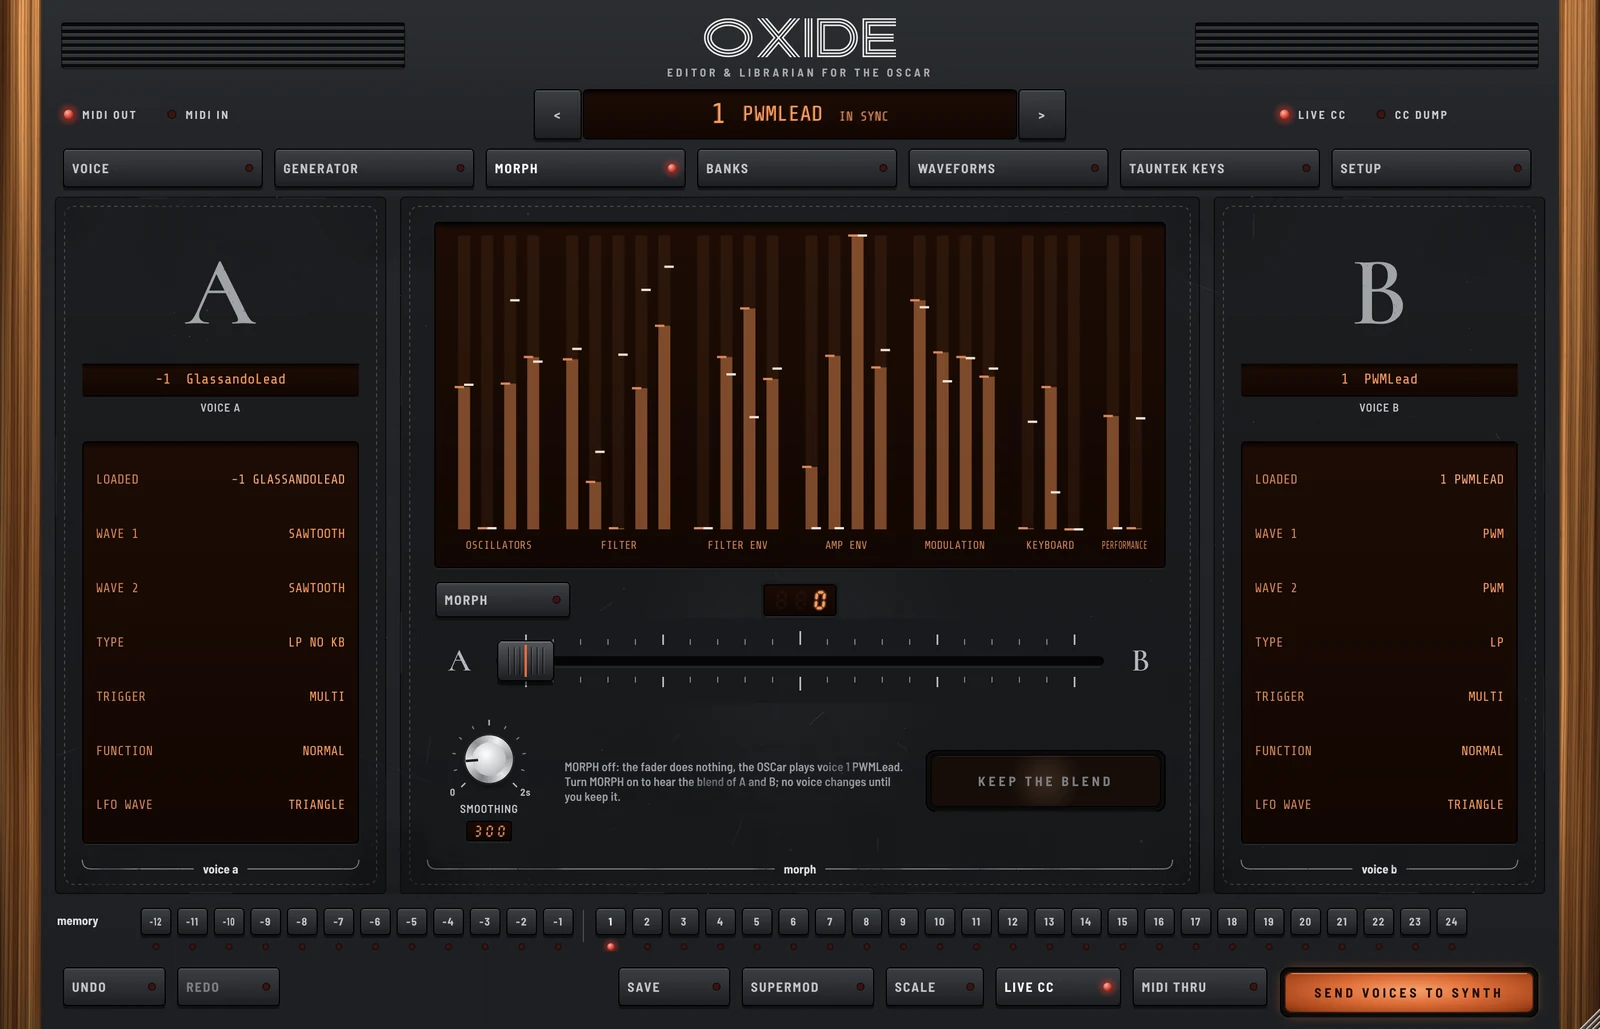 OXIDE
EDITOR & LIBRARIAN FOR THE OSCAR
MIDI OUT MIDI IN
< 1 PWMLEAD IN SYNC >
LIVE CC CC DUMP
VOICE GENERATOR MORPH BANKS WAVEFORMS TAUNTEK KEYS SETUP
A
-1 GlassandoLead
VOICE A
LOADED -1 GLASSANDOLEAD
WAVE 1 SAWTOOTH
WAVE 2 SAWTOOTH
TYPE LP NO KB
TRIGGER MULTI
FUNCTION NORMAL
LFO WAVE TRIANGLE
voice a
OSCILLATORS FILTER FILTER ENV AMP ENV MODULATION KEYBOARD PERFORMANCE
MORPH 0
A B
0 2s
SMOOTHING
300
MORPH off: the fader does nothing, the OSCar plays voice 1 PWMLead.
Turn MORPH on to hear the blend of A and B; no voice changes until
you keep it.
KEEP THE BLEND
morph
B
1 PWMLead
VOICE B
LOADED 1 PWMLEAD
WAVE 1 PWM
WAVE 2 PWM
TYPE LP
TRIGGER MULTI
FUNCTION NORMAL
LFO WAVE TRIANGLE
voice b
memory -12 -11 -10 -9 -8 -7 -6 -5 -4 -3 -2 -1 1 2 3 4 5 6 7 8 9 10 11 12 13 14 15 16 17 18 19 20 21 22 23 24
UNDO REDO SAVE SUPERMOD SCALE LIVE CC MIDI THRU SEND VOICES TO SYNTH